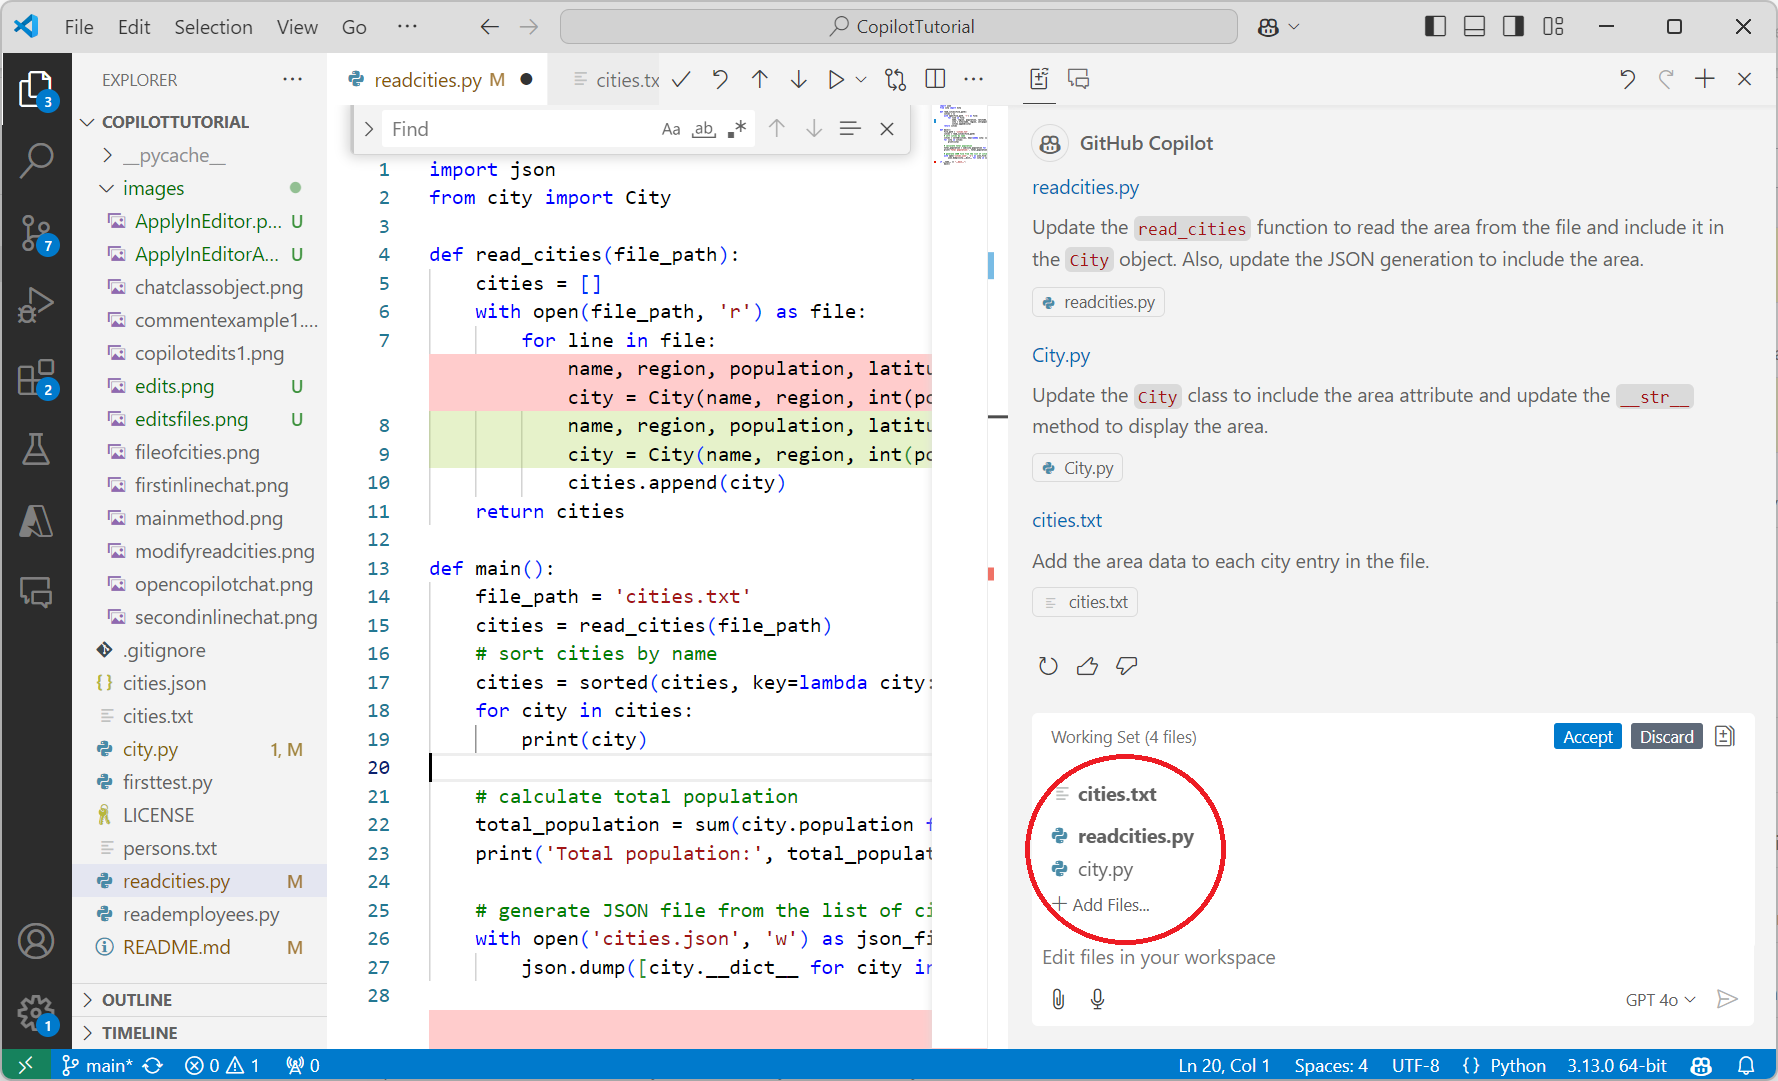 File Edit Selection View Go ··· CopilotTutorial
EXPLORER ···
3
7
2
1
COPILOTTUTORIAL
__pycache__
images
ApplyInEditor.p... U
ApplyInEditorA... U
chatclassobject.png
commentexample1....
copilotedits1.png
edits.png U
editsfiles.png U
fileofcities.png
firstinlinechat.png
mainmethod.png
modifyreadcities.png
opencopilotchat.png
secondinlinechat.png
.gitignore
{} cities.json
cities.txt
city.py 1, M
firsttest.py
LICENSE
persons.txt
readcities.py M
reademployees.py
README.md M
OUTLINE
TIMELINE
readcities.py M cities.tx
Find Aa ab .*
1 import json
2 from city import City
3
4 def read_cities(file_path):
5 cities = []
6 with open(file_path, 'r') as file:
7 for line in file:
name, region, population, latitu
city = City(name, region, int(po
8 name, region, population, latitu
9 city = City(name, region, int(po
10 cities.append(city)
11 return cities
12
13 def main():
14 file_path = 'cities.txt'
15 cities = read_cities(file_path)
16 # sort cities by name
17 cities = sorted(cities, key=lambda city:
18 for city in cities:
19 print(city)
20
21 # calculate total population
22 total_population = sum(city.population f
23 print('Total population:', total_populat
24
25 # generate JSON file from the list of ci
26 with open('cities.json', 'w') as json_fi
27 json.dump([city.__dict__ for city in
28
GitHub Copilot
readcities.py
Update the read_cities function to read the area from the file and include it in
the City object. Also, update the JSON generation to include the area.
readcities.py
City.py
Update the City class to include the area attribute and update the __str__
method to display the area.
City.py
cities.txt
Add the area data to each city entry in the file.
cities.txt
Working Set (4 files) Accept Discard
cities.txt
readcities.py
city.py
+ Add Files...
Edit files in your workspace
GPT 4o
main* 0 1 0 Ln 20, Col 1 Spaces: 4 UTF-8 {} Python 3.13.0 64-bit